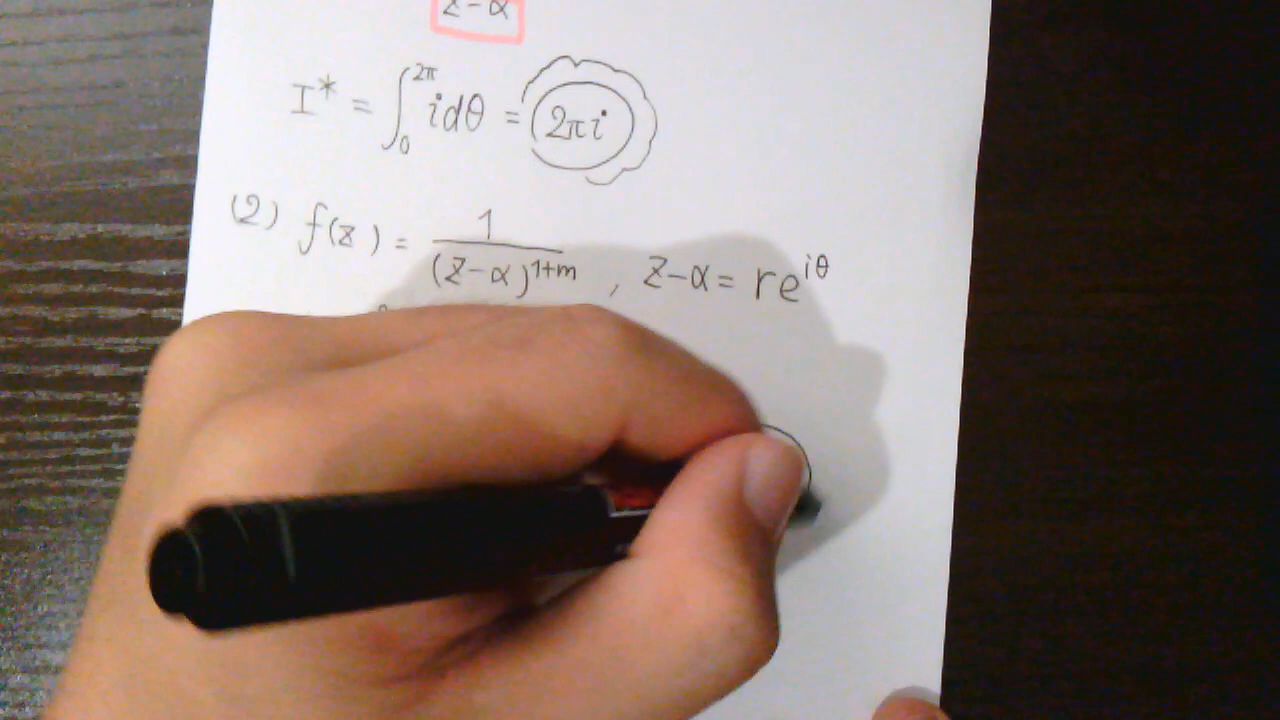 z-α
I* = ∫₀^2π idθ = 2πi
(2) f(z) = 1/(z-α)^1+m , z-α = re^iθ